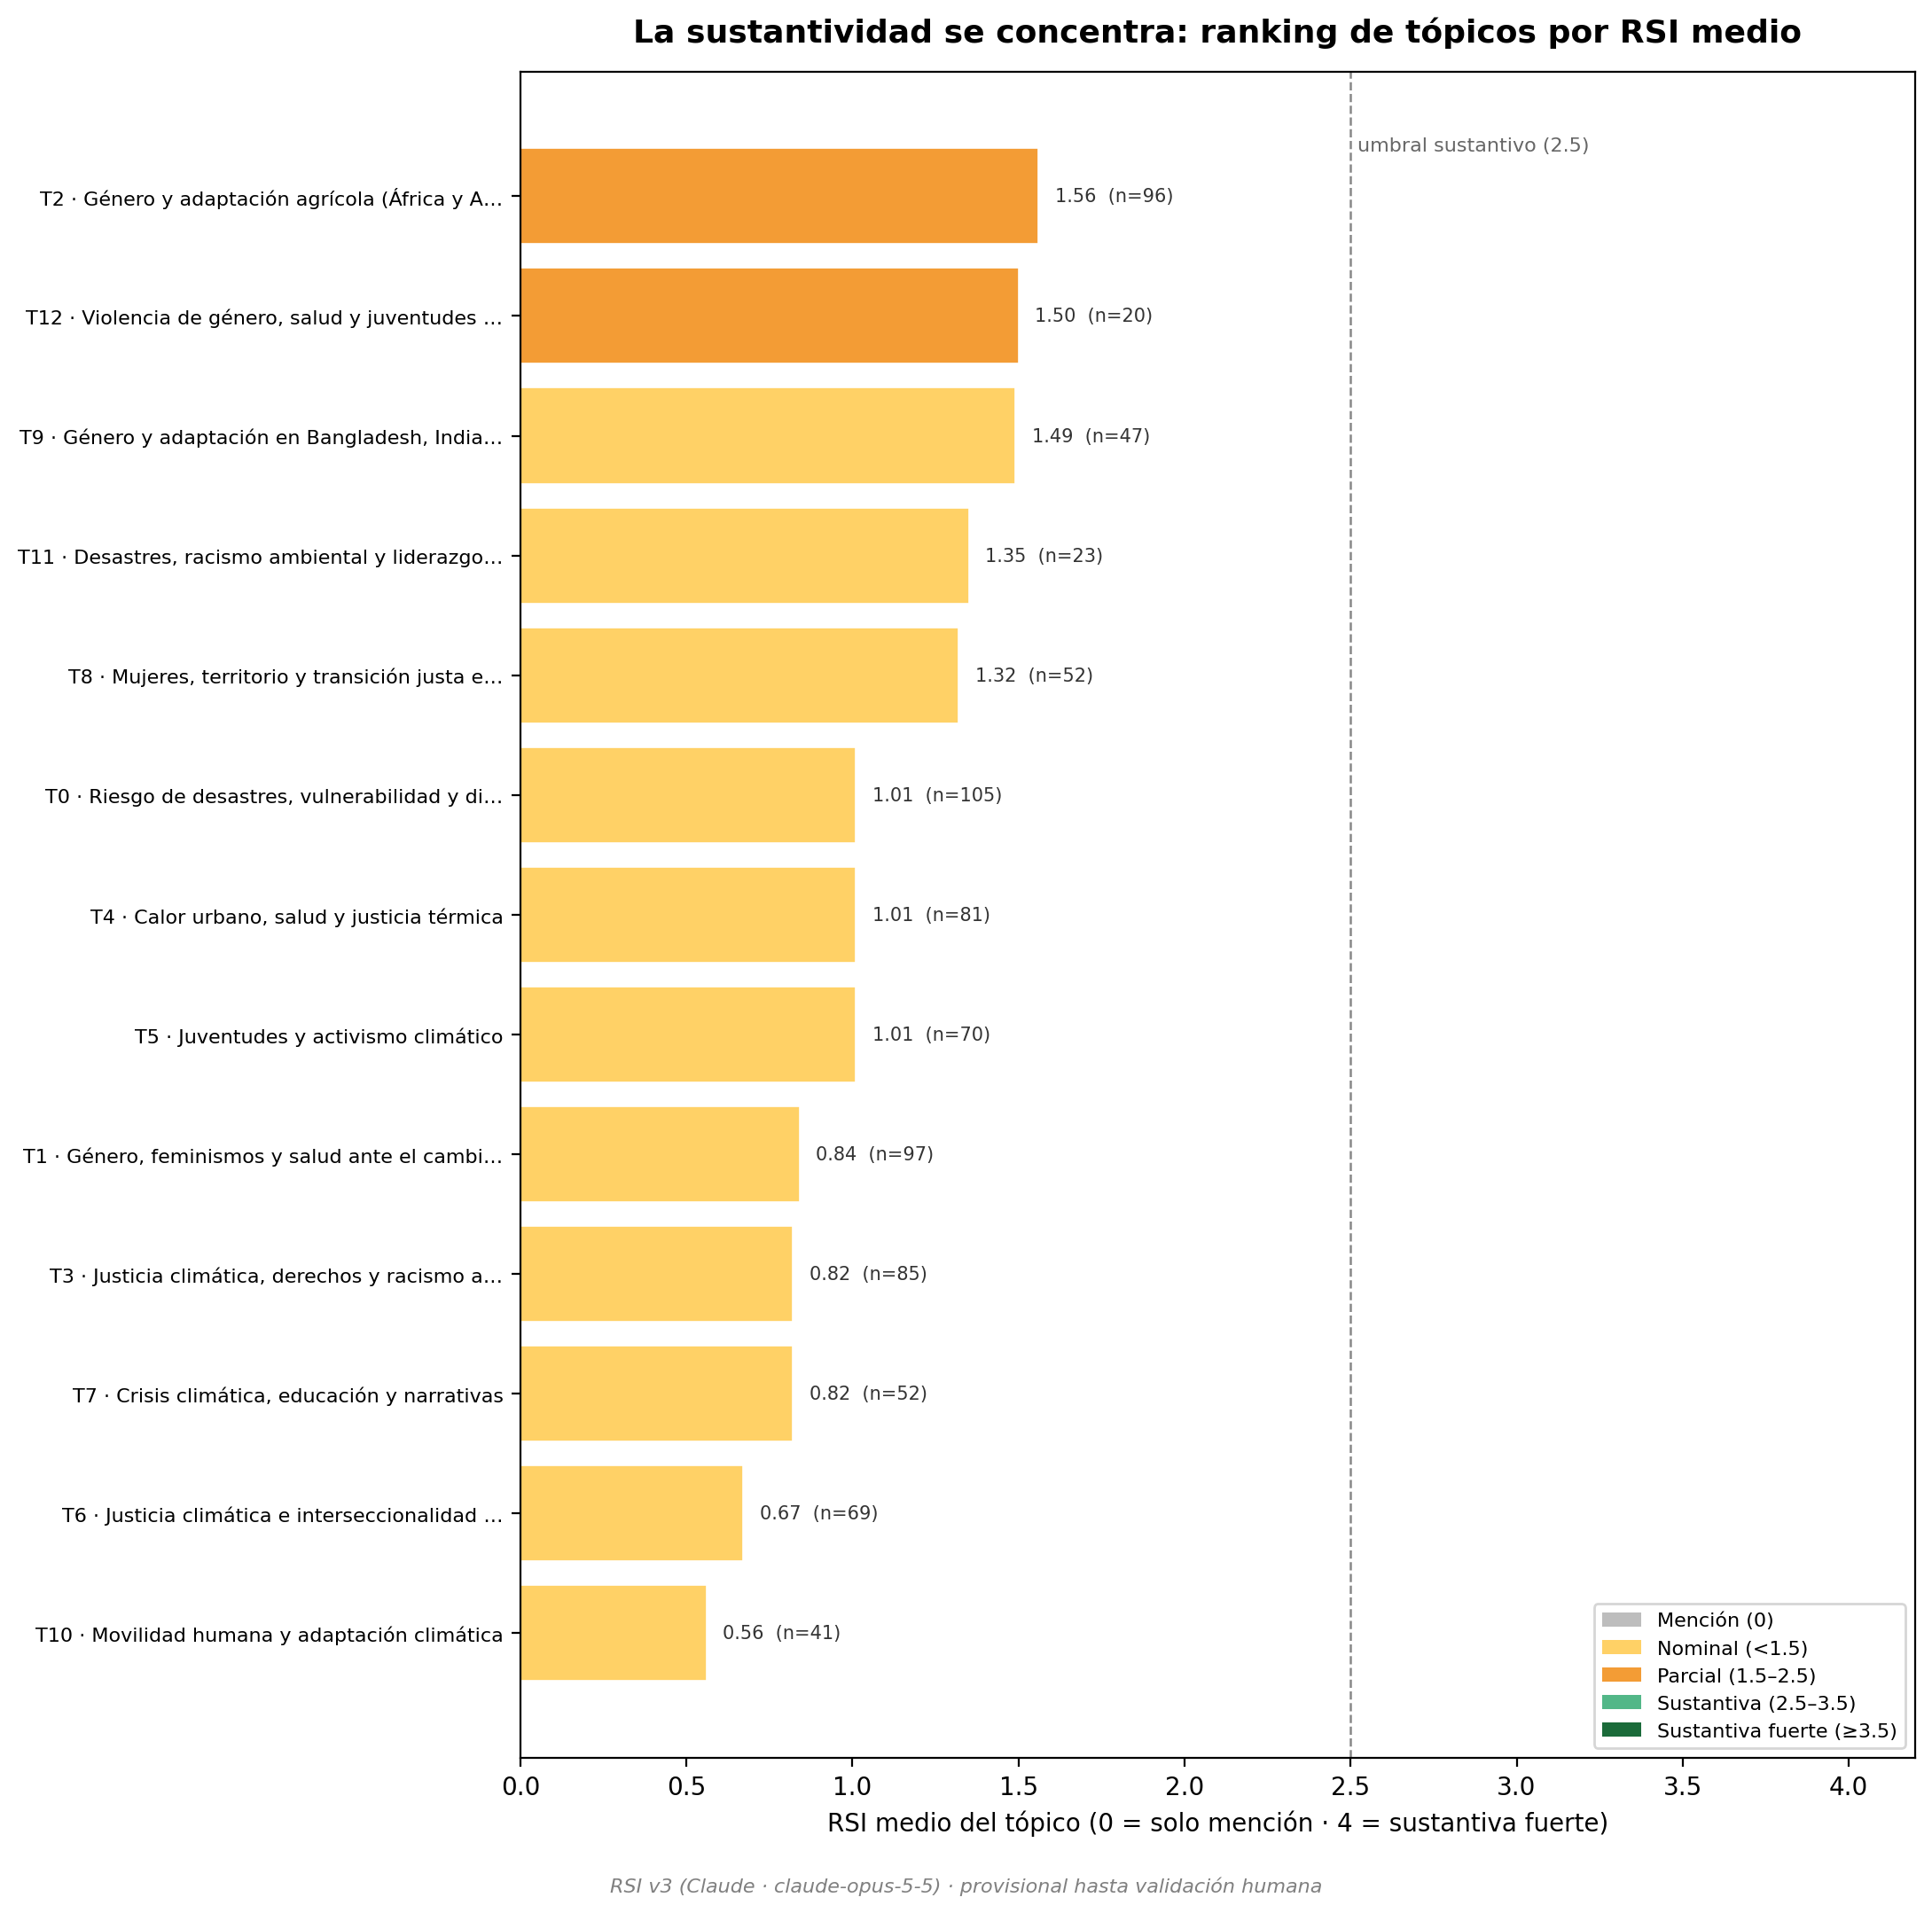 La sustantividad se concentra: ranking de tópicos por RSI medio
umbral sustantivo (2.5)
T2 · Género y adaptación agrícola (África y A…
1.56 (n=96)
T12 · Violencia de género, salud y juventudes …
1.50 (n=20)
T9 · Género y adaptación en Bangladesh, India…
1.49 (n=47)
T11 · Desastres, racismo ambiental y liderazgo…
1.35 (n=23)
T8 · Mujeres, territorio y transición justa e…
1.32 (n=52)
T0 · Riesgo de desastres, vulnerabilidad y di…
1.01 (n=105)
T4 · Calor urbano, salud y justicia térmica
1.01 (n=81)
T5 · Juventudes y activismo climático
1.01 (n=70)
T1 · Género, feminismos y salud ante el cambi…
0.84 (n=97)
T3 · Justicia climática, derechos y racismo a…
0.82 (n=85)
T7 · Crisis climática, educación y narrativas
0.82 (n=52)
T6 · Justicia climática e interseccionalidad …
0.67 (n=69)
T10 · Movilidad humana y adaptación climática
0.56 (n=41)
Mención (0)
Nominal (<1.5)
Parcial (1.5–2.5)
Sustantiva (2.5–3.5)
Sustantiva fuerte (≥3.5)
0.0 0.5 1.0 1.5 2.0 2.5 3.0 3.5 4.0
RSI medio del tópico (0 = solo mención · 4 = sustantiva fuerte)
RSI v3 (Claude · claude-opus-5-5) · provisional hasta validación humana